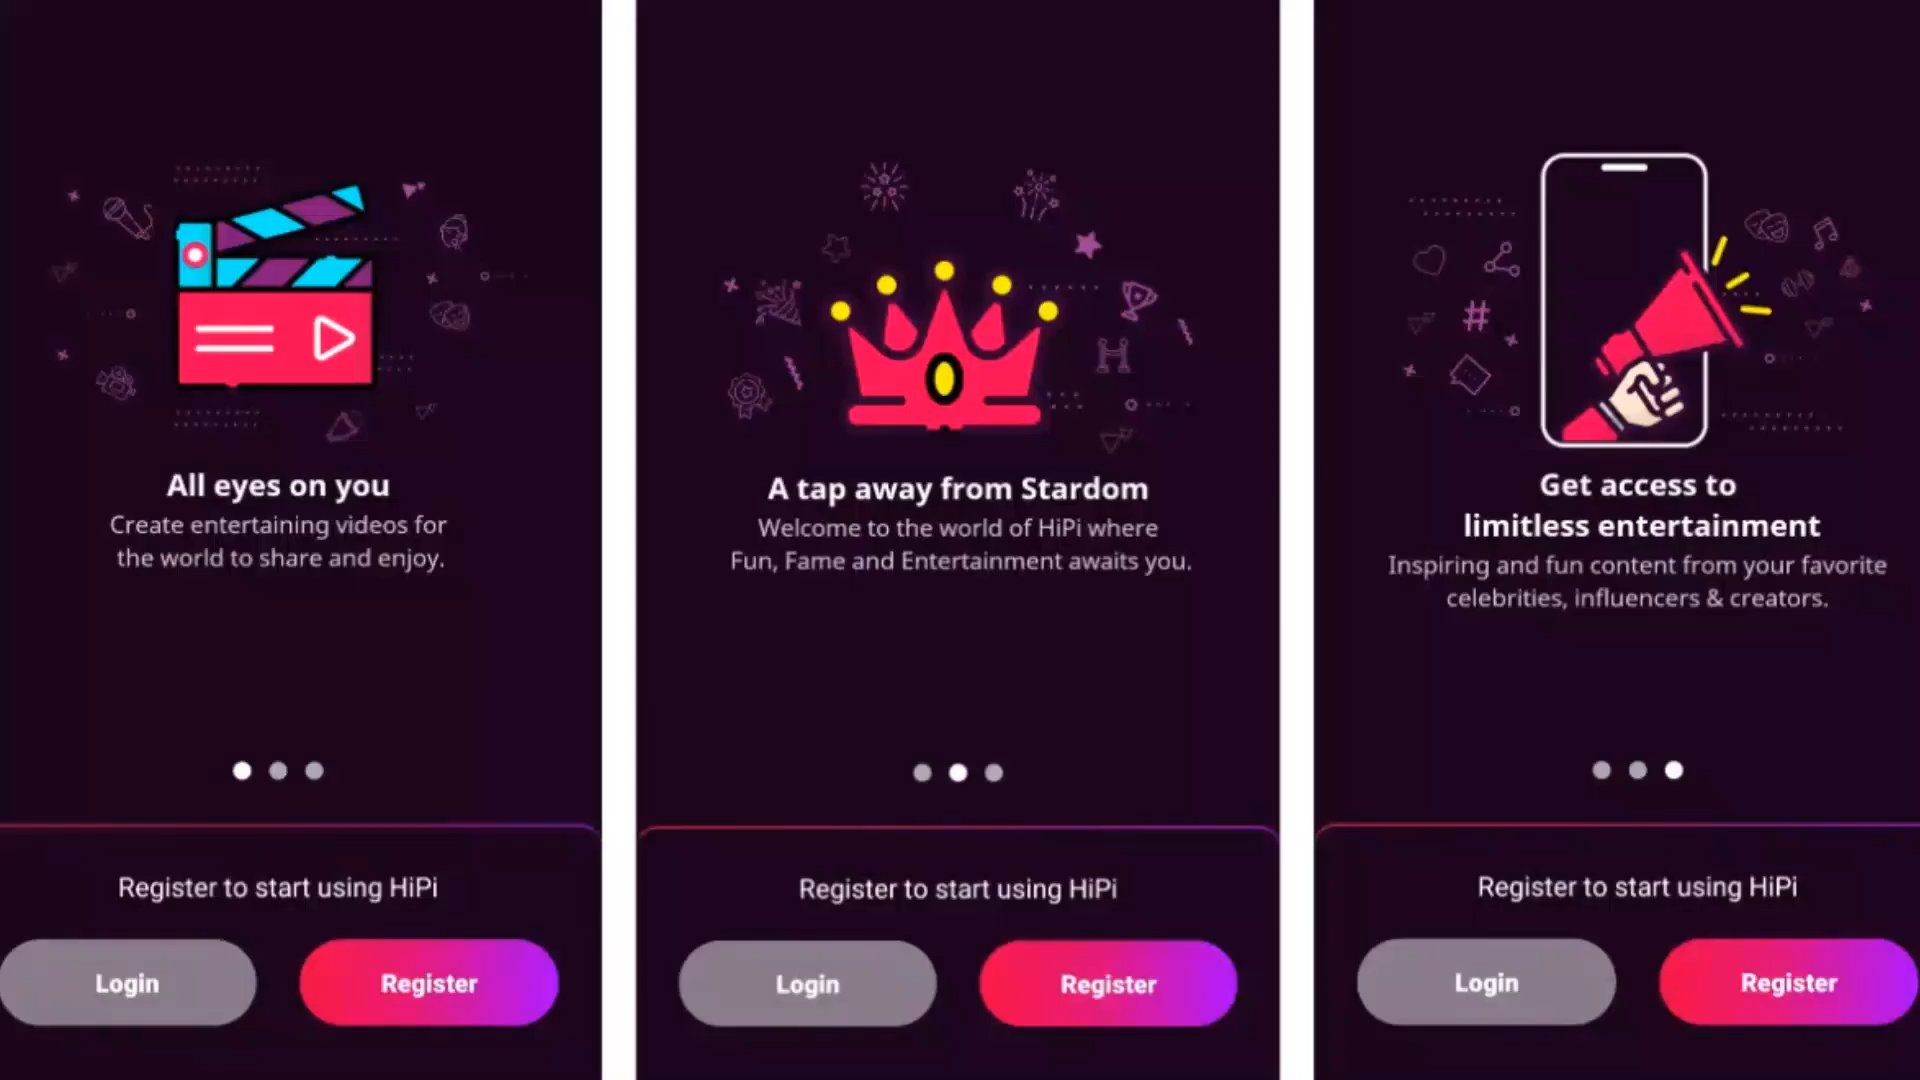 All eyes on you
Create entertaining videos for
the world to share and enjoy.
Register to start using HiPi
Login
Register
A tap away from Stardom
Welcome to the world of HiPi where
Fun, Fame and Entertainment awaits you.
Register to start using HiPi
Login
Register
Get access to
limitless entertainment
Inspiring and fun content from your favorite
celebrities, influencers & creators.
Register to start using HiPi
Login
Register